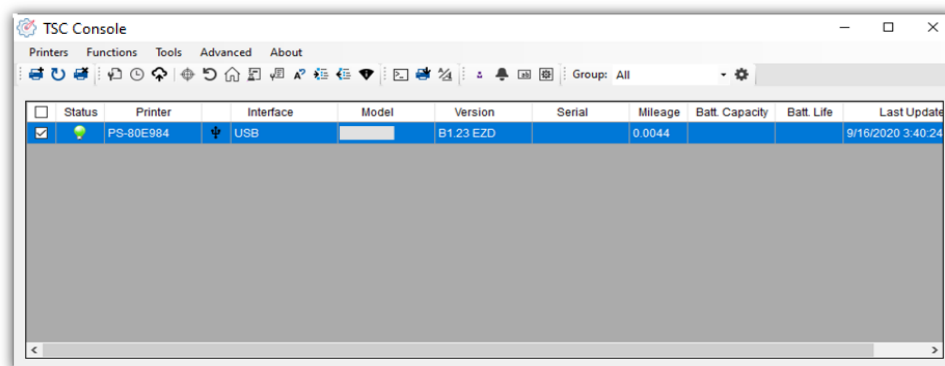 TSC Console
Printers Functions Tools Advanced About
Group: All
Status Printer Interface Model Version Serial Mileage Batt. Capacity Batt. Life Last Update
PS-80E984 USB B1.23 EZD 0.0044 9/16/2020 3:40:24